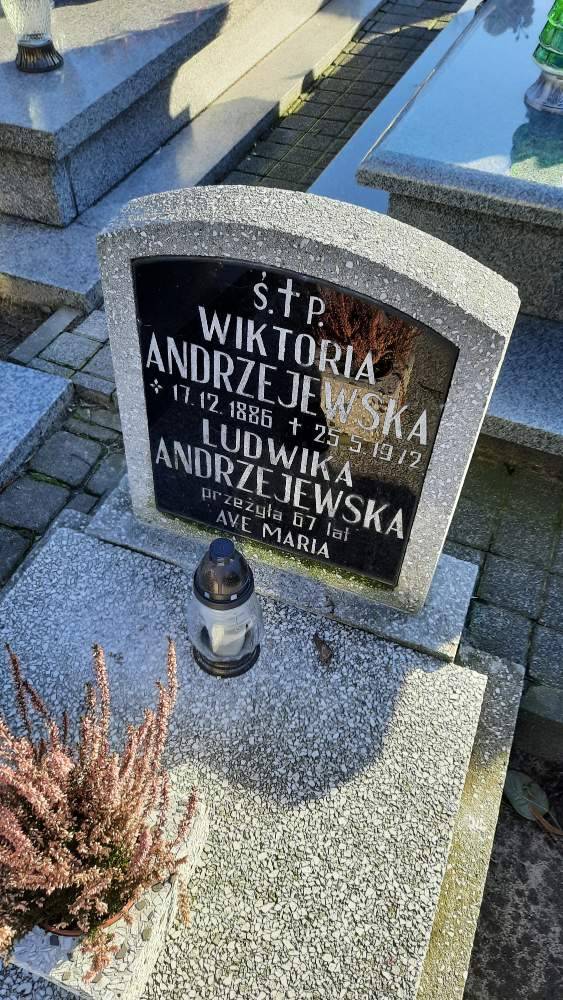 Ś.†P.
WIKTORIA
ANDRZEJEWSKA
17.12.1886 + 25.5.1972
LUDWIKA
ANDRZEJEWSKA
przeżyła 67 lat
AVE MARIA